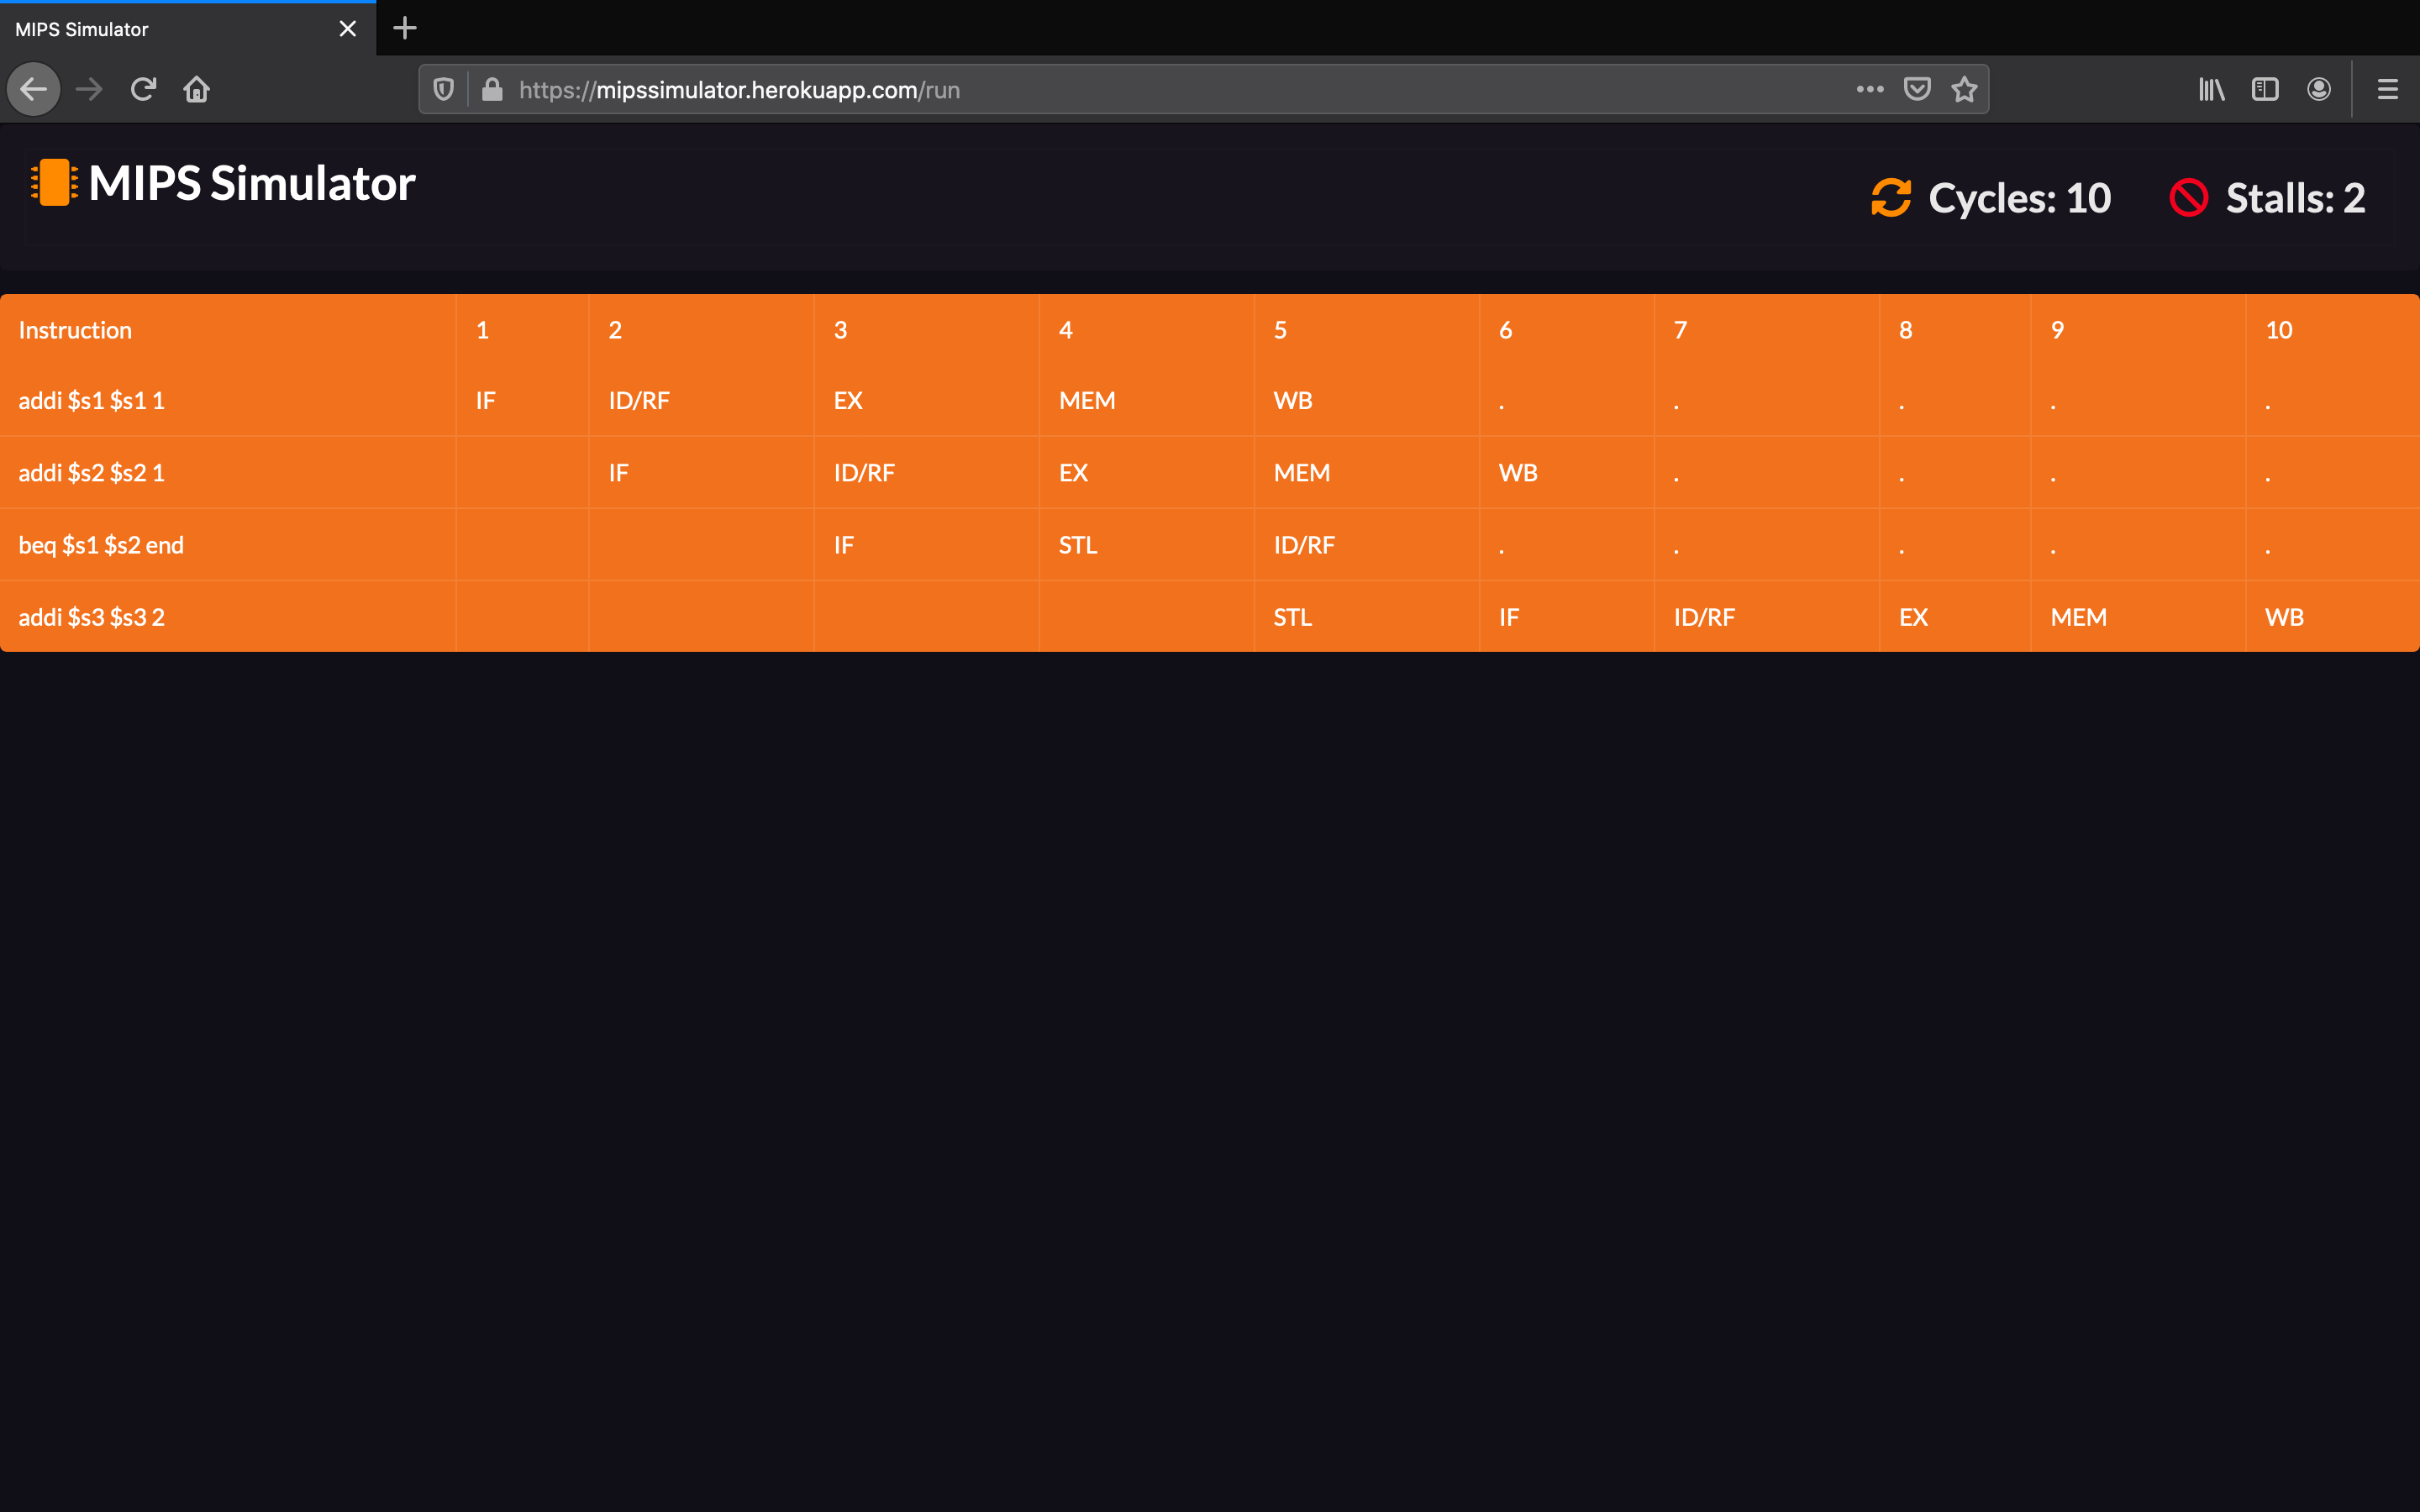 MIPS Simulator
https://mipssimulator.herokuapp.com/run
MIPS Simulator
Cycles: 10 Stalls: 2
Instruction 1 2 3 4 5 6 7 8 9 10
addi $s1 $s1 1 IF ID/RF EX MEM WB . . . . .
addi $s2 $s2 1 IF ID/RF EX MEM WB . . . .
beq $s1 $s2 end IF STL ID/RF . . . . .
addi $s3 $s3 2 STL IF ID/RF EX MEM WB